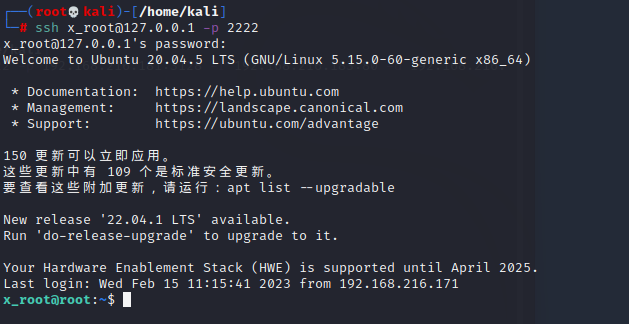 ┌──(root💀kali)-[/home/kali]
└─# ssh x_root@127.0.0.1 -p 2222
x_root@127.0.0.1's password:
Welcome to Ubuntu 20.04.5 LTS (GNU/Linux 5.15.0-60-generic x86_64)
* Documentation:  https://help.ubuntu.com
* Management:     https://landscape.canonical.com
* Support:        https://ubuntu.com/advantage
150 更新可以立即应用。
这些更新中有 109 个是标准安全更新。
要查看这些附加更新，请运行：apt list --upgradable
New release '22.04.1 LTS' available.
Run 'do-release-upgrade' to upgrade to it.
Your Hardware Enablement Stack (HWE) is supported until April 2025.
Last login: Wed Feb 15 11:15:41 2023 from 192.168.216.171
x_root@root:~$